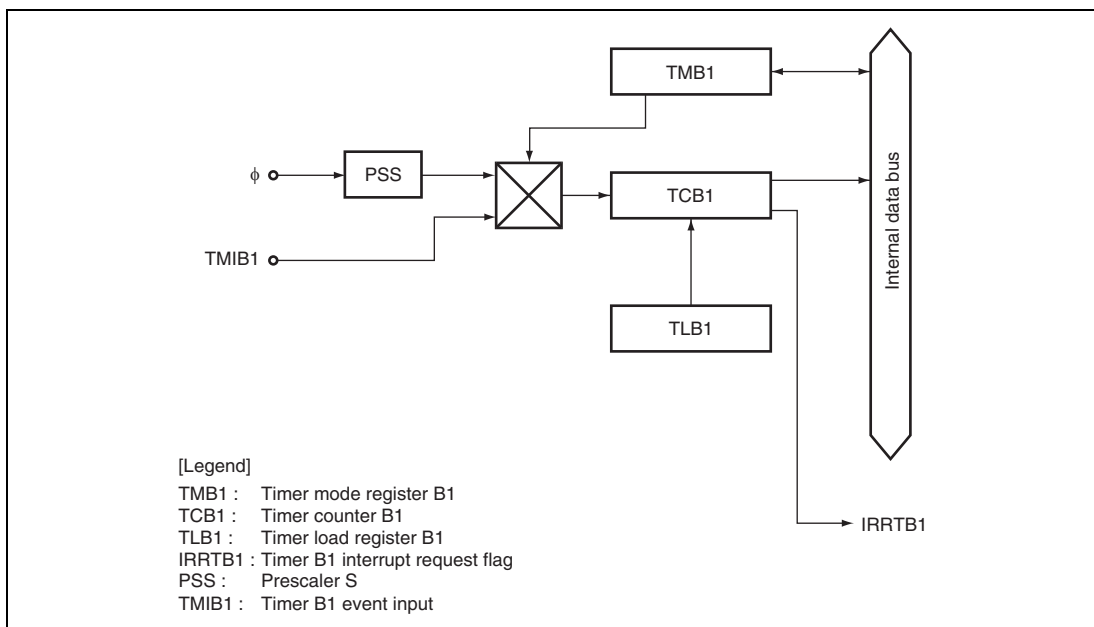 TMB1
φ
PSS
TCB1
TMIB1
TLB1
Internal data bus
IRRTB1
[Legend]
TMB1 : Timer mode register B1
TCB1 : Timer counter B1
TLB1 : Timer load register B1
IRRTB1 : Timer B1 interrupt request flag
PSS : Prescaler S
TMIB1 : Timer B1 event input